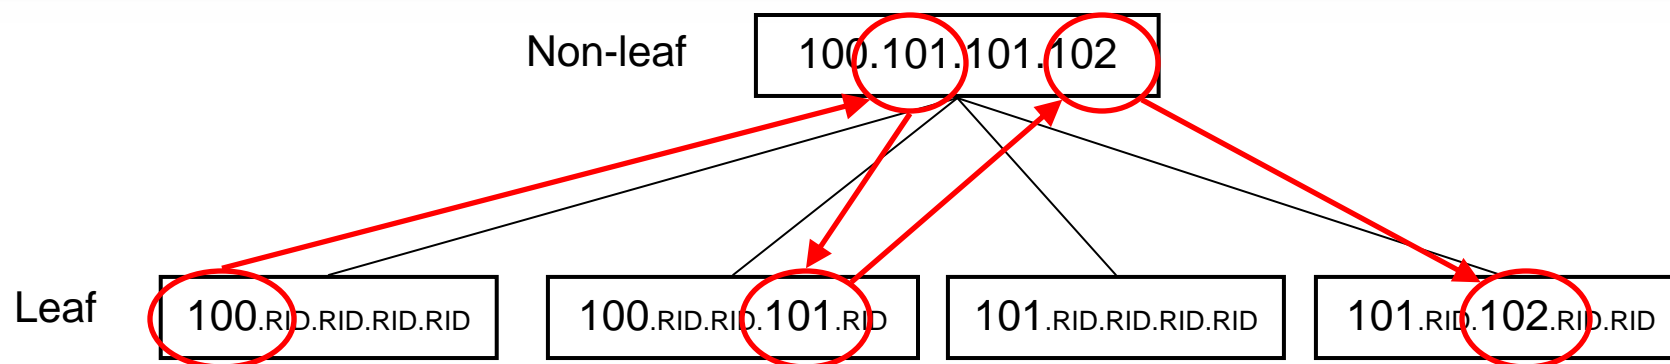 Non-leaf
100.101.101.102
Leaf
100.RID.RID.RID.RID
100.RID.RID.101.RID
101.RID.RID.RID.RID
101.RID.102.RID.RID